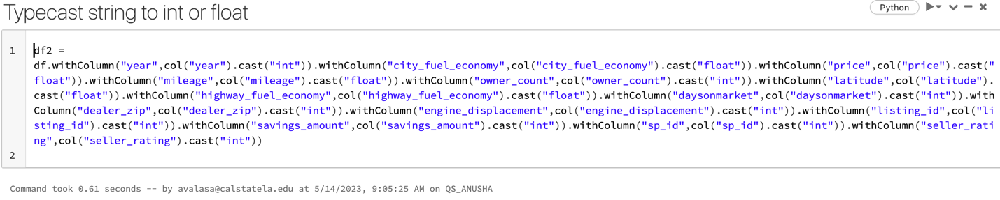 Typecast string to int or float
Python
1
df2 =
df.withColumn("year",col("year").cast("int")).withColumn("city_fuel_economy",col("city_fuel_economy").cast("float")).withColumn("price",col("price").cast("
float")).withColumn("mileage",col("mileage").cast("float")).withColumn("owner_count",col("owner_count").cast("int")).withColumn("latitude",col("latitude").
cast("float")).withColumn("highway_fuel_economy",col("highway_fuel_economy").cast("float")).withColumn("daysonmarket",col("daysonmarket").cast("int")).with
Column("dealer_zip",col("dealer_zip").cast("int")).withColumn("engine_displacement",col("engine_displacement").cast("int")).withColumn("listing_id",col("li
sting_id").cast("int")).withColumn("savings_amount",col("savings_amount").cast("int")).withColumn("sp_id",col("sp_id").cast("int")).withColumn("seller_rati
ng",col("seller_rating").cast("int"))
2
Command took 0.61 seconds -- by avalasa@calstatela.edu at 5/14/2023, 9:05:25 AM on QS_ANUSHA